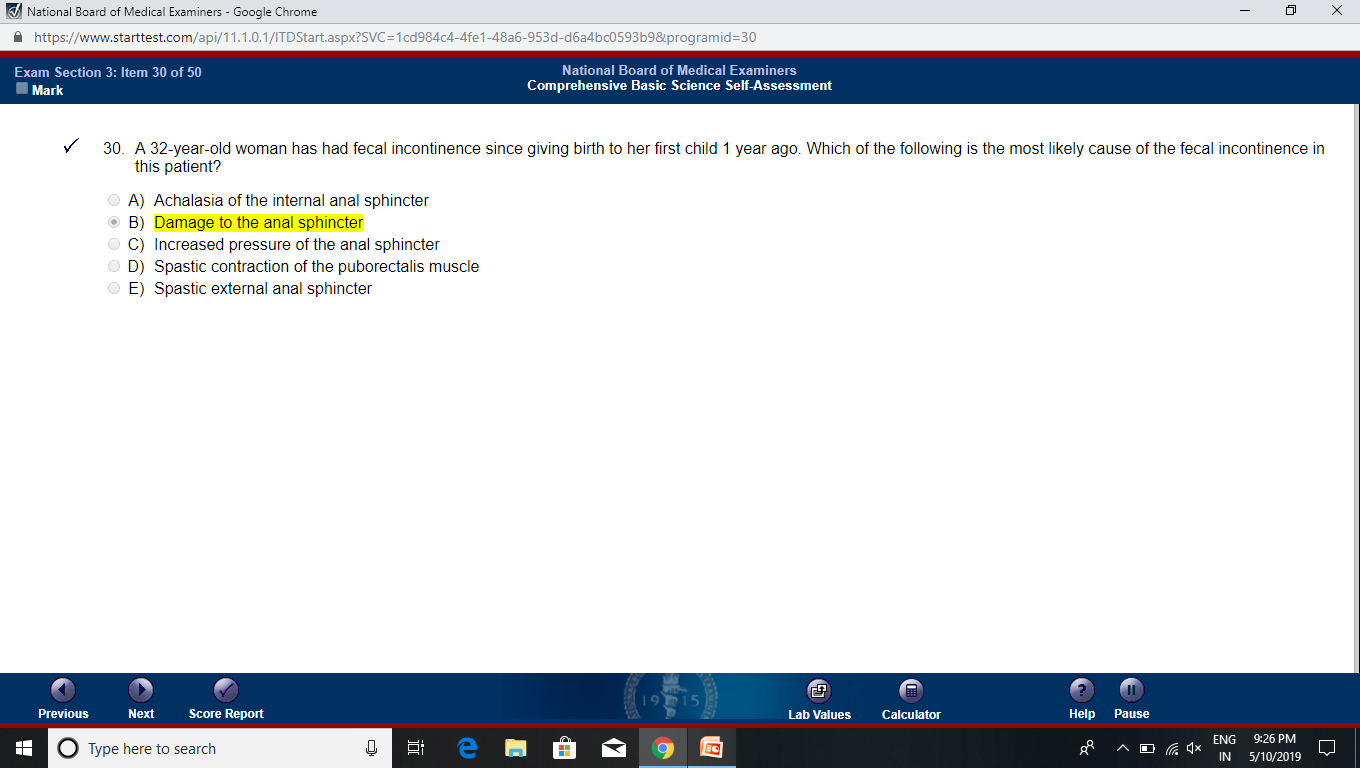 National Board of Medical Examiners - Google Chrome
https://www.starttest.com/api/11.1.0.1/ITDStart.aspx?SVC=1cd984c4-4fe1-48a6-953d-d6a4bc0593b9&programid=30
Exam Section 3: Item 30 of 50
National Board of Medical Examiners
Mark
Comprehensive Basic Science Self-Assessment
30. A 32-year-old woman has had fecal incontinence since giving birth to her first child 1 year ago. Which of the following is the most likely cause of the fecal incontinence in
this patient?
A) Achalasia of the internal anal sphincter
B) Damage to the anal sphincter
C) Increased pressure of the anal sphincter
D) Spastic contraction of the puborectalis muscle
E) Spastic external anal sphincter
1915
Previous Next Score Report Lab Values Calculator Help Pause
Type here to search
ENG 9:26 PM
IN 5/10/2019